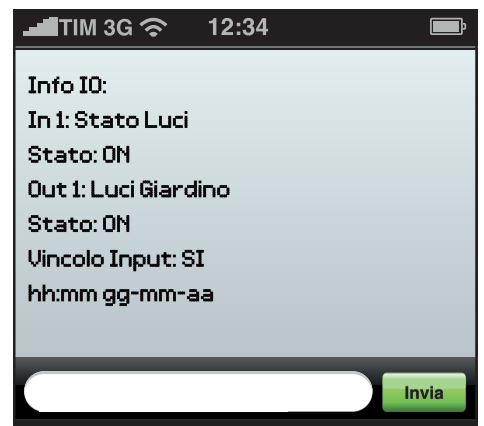 TIM 3G 12:34
Info IO:
In 1: Stato Luci
Stato: ON
Out 1: Luci Giardino
Stato: ON
Vincolo Input: SI
hh:mm gg-mm-aa
Invia